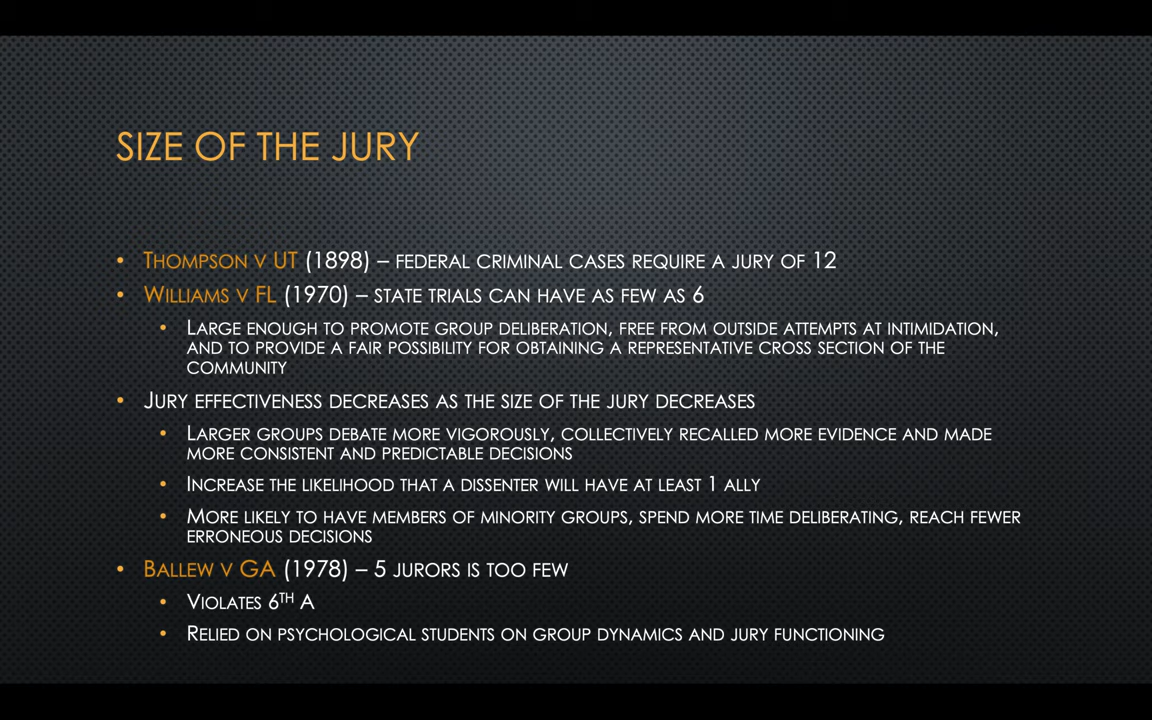 SIZE OF THE JURY
• THOMPSON V UT (1898) – FEDERAL CRIMINAL CASES REQUIRE A JURY OF 12
• WILLIAMS V FL (1970) – STATE TRIALS CAN HAVE AS FEW AS 6
• LARGE ENOUGH TO PROMOTE GROUP DELIBERATION, FREE FROM OUTSIDE ATTEMPTS AT INTIMIDATION,
AND TO PROVIDE A FAIR POSSIBILITY FOR OBTAINING A REPRESENTATIVE CROSS SECTION OF THE
COMMUNITY
• JURY EFFECTIVENESS DECREASES AS THE SIZE OF THE JURY DECREASES
• LARGER GROUPS DEBATE MORE VIGOROUSLY, COLLECTIVELY RECALLED MORE EVIDENCE AND MADE
MORE CONSISTENT AND PREDICTABLE DECISIONS
• INCREASE THE LIKELIHOOD THAT A DISSENTER WILL HAVE AT LEAST 1 ALLY
• MORE LIKELY TO HAVE MEMBERS OF MINORITY GROUPS, SPEND MORE TIME DELIBERATING, REACH FEWER
ERRONEOUS DECISIONS
• BALLEW V GA (1978) – 5 JURORS IS TOO FEW
• VIOLATES 6TH A
• RELIED ON PSYCHOLOGICAL STUDENTS ON GROUP DYNAMICS AND JURY FUNCTIONING